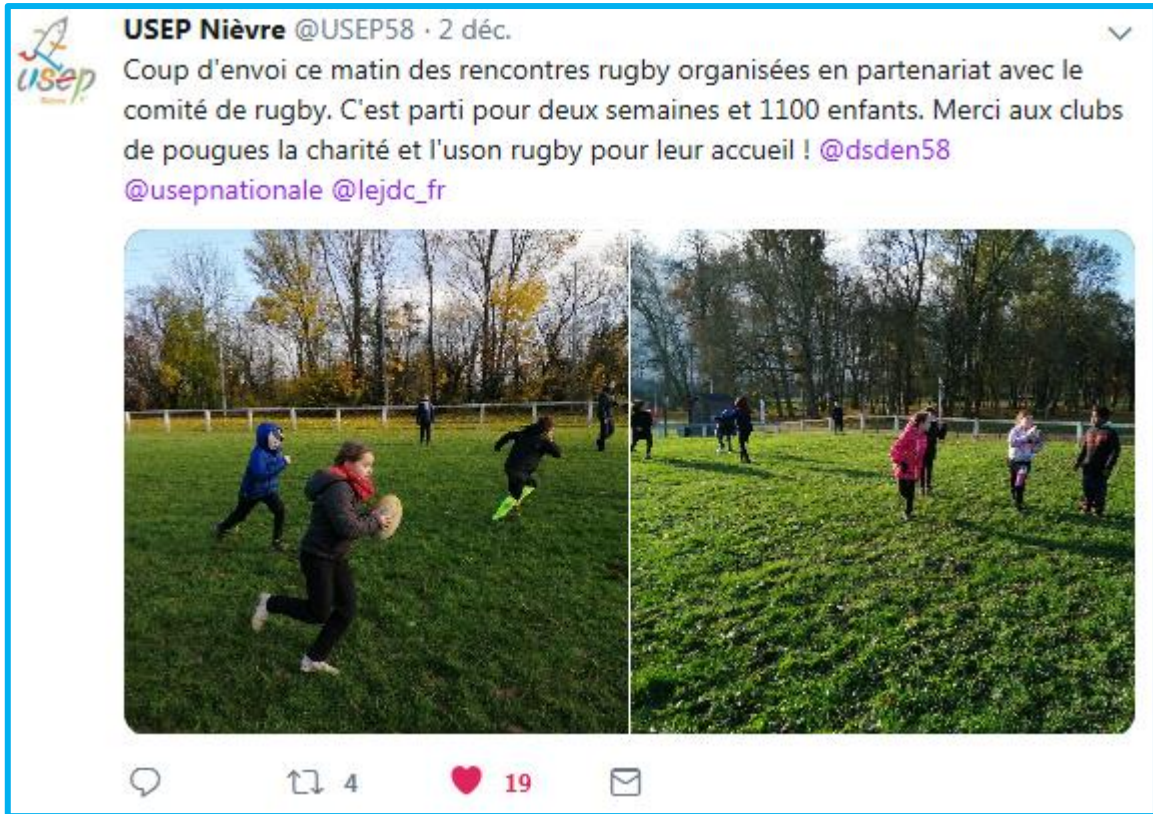 USEP Nièvre @USEP58 · 2 déc.
usep
Nièvre
Coup d'envoi ce matin des rencontres rugby organisées en partenariat avec le
comité de rugby. C'est parti pour deux semaines et 1100 enfants. Merci aux clubs
de pougues la charité et l'uson rugby pour leur accueil ! @dsden58
@usepnationale @lejdc_fr
4
19